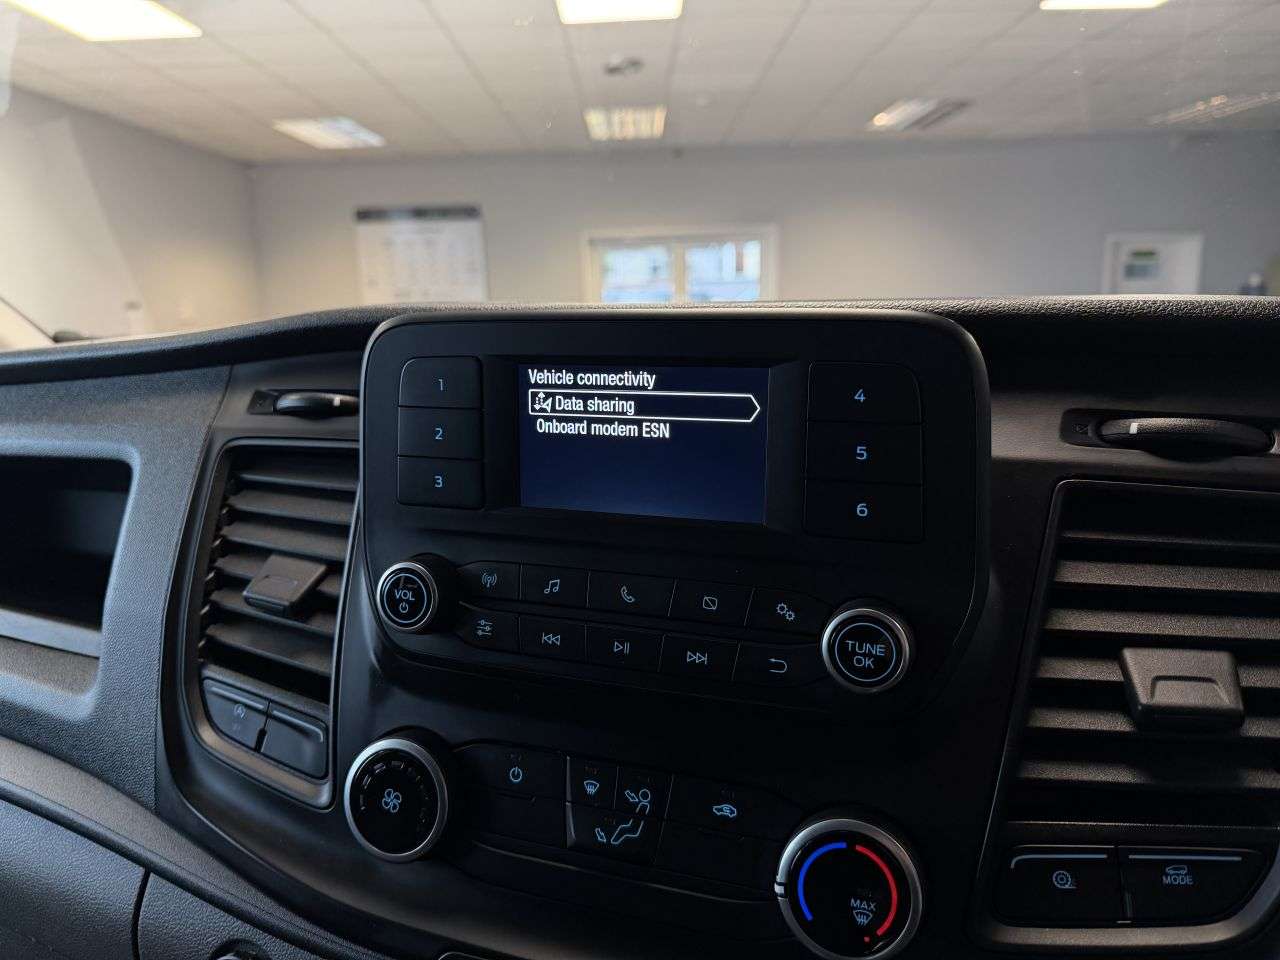 Vehicle connectivity
Data sharing
Onboard modem ESN
1
2
3
4
5
6
VOL
TUNE
OK
MAX
MODE